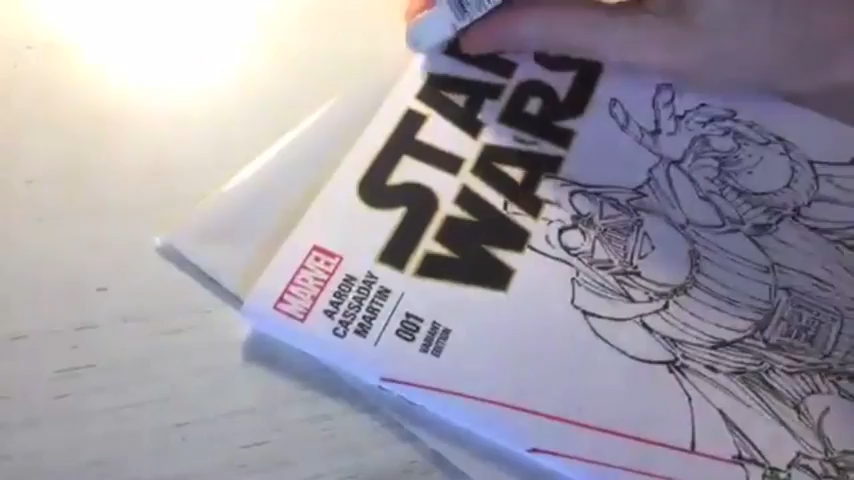 STAR
WARS
MARVEL
AARON
CASSADAY
MARTIN
001
VARIANT
EDITION